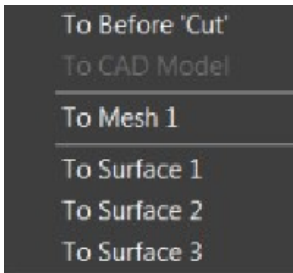 To Before 'Cut'
To CAD Model
To Mesh 1
To Surface 1
To Surface 2
To Surface 3